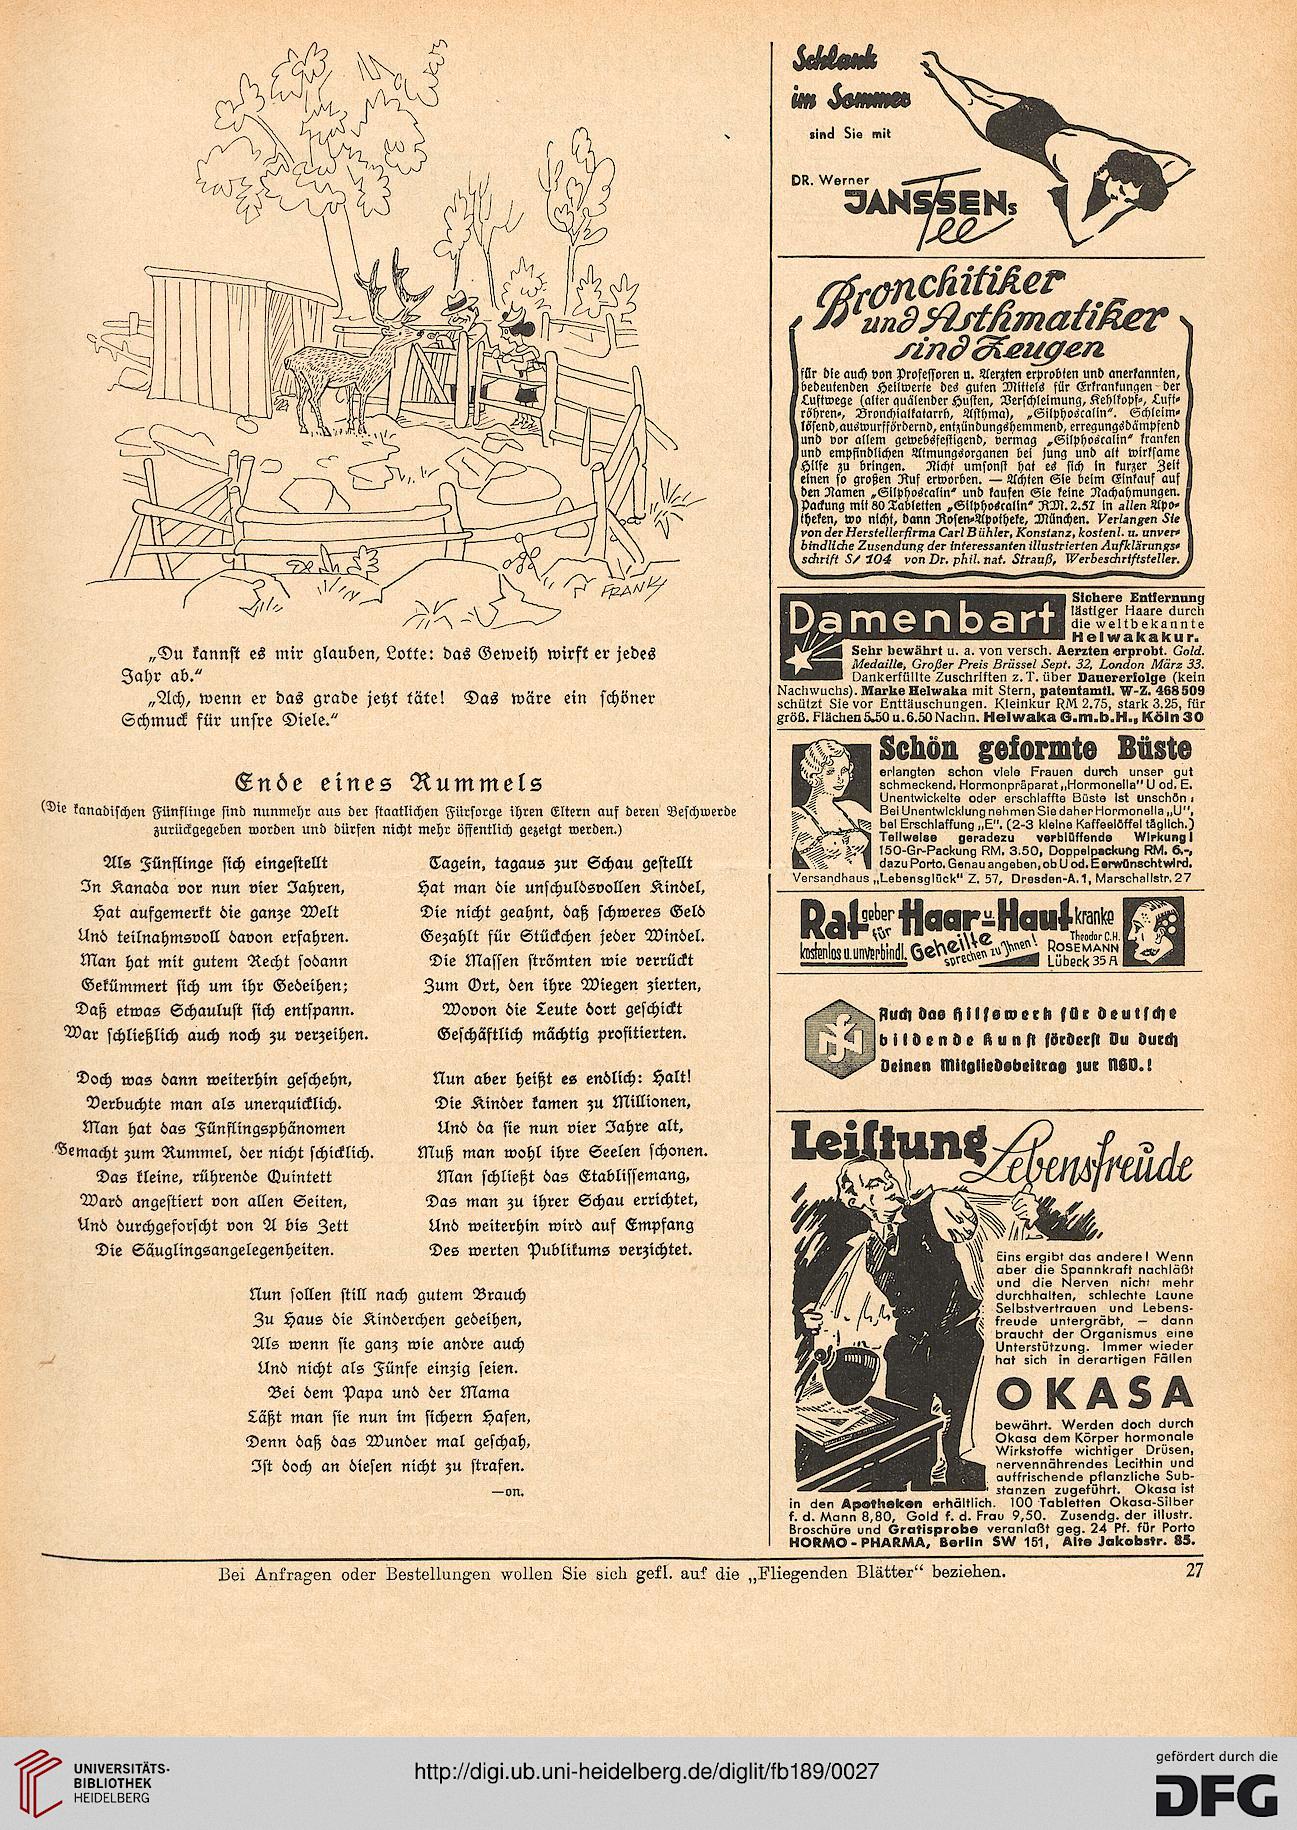 FRANK
„Du kannst es mir glauben, Lotte: das Geweih wirft er jedes
Jahr ab.“
„Ach, wenn er das grade jetzt täte! Das wäre ein schöner
Schmuck für unsre Diele.“
Ende eines Rummels
(Die kanadischen Fünflinge sind nunmehr aus der staatlichen Fürsorge ihren Eltern auf deren Beschwerde
zurückgegeben worden und dürfen nicht mehr öffentlich gezeigt werden.)
Als Fünflinge sich eingestellt
In Kanada vor nun vier Jahren,
Hat aufgemerkt die ganze Welt
Und teilnahmsvoll davon erfahren.
Man hat mit gutem Recht sodann
Gekümmert sich um ihr Gedeihen;
Daß etwas Schaulust sich entspann.
War schließlich auch noch zu verzeihen.
Doch was dann weiterhin geschehn,
Verbuchte man als unerquicklich.
Man hat das Fünflingsphänomen
Gemacht zum Rummel, der nicht schicklich.
Das kleine, rührende Quintett
Ward angestiert von allen Seiten,
Und durchgeforscht von A bis Zett
Die Säuglingsangelegenheiten.
Tagein, tagaus zur Schau gestellt
Hat man die unschuldsvollen Kindel,
Die nicht geahnt, daß schweres Geld
Gezahlt für Stückchen jeder Windel.
Die Massen strömten wie verrückt
Zum Ort, den ihre Wiegen zierten,
Wovon die Leute dort geschickt
Geschäftlich mächtig profitierten.
Nun aber heißt es endlich: Halt!
Die Kinder kamen zu Millionen,
Und da sie nun vier Jahre alt,
Muß man wohl ihre Seelen schonen.
Man schließt das Etablissemang,
Das man zu ihrer Schau errichtet,
Und weiterhin wird auf Empfang
Des werten Publikums verzichtet.
Nun sollen still nach gutem Brauch
Zu Haus die Kinderchen gedeihen,
Als wenn sie ganz wie andre auch
Und nicht als Fünfe einzig seien.
Bei dem Papa und der Mama
Läßt man sie nun im sichern Hafen,
Denn daß das Wunder mal geschah,
Ist doch an diesen nicht zu strafen.
—on.
Schlank
im Sommer
sind Sie mit
DR. Werner
JANSSENs
Tee
Bronchitiker
und Asthmatiker
sind Zeugen
für die auch von Professoren u. Aerzten erprobten und anerkannten,
bedeutenden Heilwerte des guten Mittels für Erkrankungen der
Luftwege (alter quälender Husten, Verschleimung, Kehlkopf-, Luft-
röhren-, Bronchialkatarrh, Asthma), „Silphoscalin“. Schleim-
lösend, auswurffördernd, entzündungshemmend, erregungsdämpfend
und vor allem gewebsfestigend, vermag „Silphoscalin“ kranken
und empfindlichen Atmungsorganen bei jung und alt wirksame
Hilfe zu bringen. Nicht umsonst hat es sich in kurzer Zeit
einen so großen Ruf erworben. — Achten Sie beim Einkauf auf
den Namen „Silphoscalin“ und kaufen Sie keine Nachahmungen.
Packung mit 80 Tabletten „Silphoscalin“ RM. 2.57 in allen Apo-
theken, wo nicht, dann Rosen-Apotheke, München. Verlangen Sie
von der Herstellerfirma Carl Bühler, Konstanz, kostenl. u. unver-
bindliche Zusendung der interessanten illustrierten Aufklärungs-
schrift S/ 104 von Dr. phil. nat. Strauß, Werbeschriftsteller.
Damenbart
Sichere Entfernung
lästiger Haare durch
die weltbekannte
Helwakakur.
Sehr bewährt u. a. von versch. Aerzten erprobt. Gold.
Medaille, Großer Preis Brüssel Sept. 32, London März 33.
Dankerfüllte Zuschriften z. T. über Dauererfolge (kein
Nachwuchs). Marke Helwaka mit Stern, patentamtl. W-Z. 468 509
schützt Sie vor Enttäuschungen. Kleinkur RM 2.75, stark 3.25, für
größ. Flächen 5.50 u. 6.50 Nachn. Helwaka G.m.b.H., Köln 30
Schön geformte Büste
erlangten schon viele Frauen durch unser gut
schmeckend. Hormonpräparat „Hormonella“ U od. E.
Unentwickelte oder erschlaffte Büste ist unschön!
Bei Unentwicklung nehmen Sie daher Hormonella „U“,
bei Erschlaffung „E“. (2-3 kleine Kaffeelöffel täglich.)
Teilweise geradezu verblüffende Wirkung!
150-Gr-Packung RM. 3.50, Doppelpackung RM. 6.-,
dazu Porto. Genau angeben, ob U od. E erwünscht wird.
Versandhaus „Lebensglück“ Z. 57, Dresden-A. 1, Marschallstr. 27
Ratgeber für Haar- u. Hautkranke
kostenlos u. unverbindl. Geheilte sprechen zu Ihnen!
Theodor C.H.
ROSEMANN
Lübeck 35 A
Auch das Hilfswerk für deutsche
bildende Kunst förderst Du durch
Deinen Mitgliedsbeitrag zur NSV.!
Leistung
Lebensfreude
Eins ergibt das andere! Wenn
aber die Spannkraft nachläßt
und die Nerven nicht mehr
durchhalten, schlechte Laune
Selbstvertrauen und Lebens-
freude untergräbt, — dann
braucht der Organismus eine
Unterstützung. Immer wieder
hat sich in derartigen Fällen
OKASA
bewährt. Werden doch durch
Okasa dem Körper hormonale
Wirkstoffe wichtiger Drüsen,
nervennährendes Lecithin und
auffrischende pflanzliche Sub-
stanzen zugeführt. Okasa ist
in den Apotheken erhältlich. 100 Tabletten Okasa-Silber
f. d. Mann 8,80, Gold f. d. Frau 9,50. Zusendg. der illustr.
Broschüre und Gratisprobe veranlaßt geg. 24 Pf. für Porto
HORMO-PHARMA, Berlin SW 151, Alte Jakobstr. 85.
Bei Anfragen oder Bestellungen wollen Sie sich gefl. auf die „Fliegenden Blätter“ beziehen.
27
UNIVERSITÄTS-
BIBLIOTHEK
HEIDELBERG
http://digi.ub.uni-heidelberg.de/diglit/fb189/0027
gefördert durch die
DFG